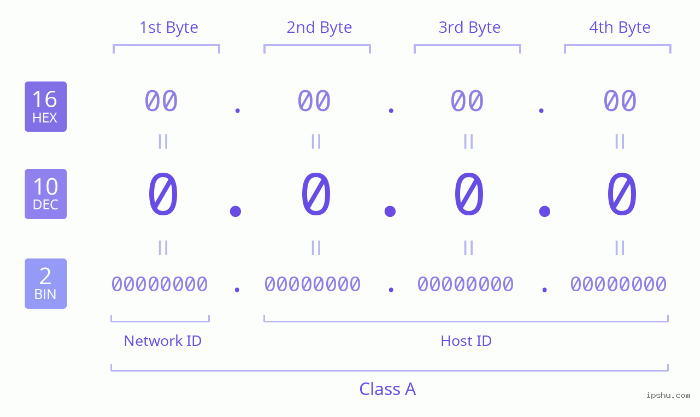 1st Byte 2nd Byte 3rd Byte 4th Byte
16 HEX 00 . 00 . 00 . 00
= = = =
10 DEC 0 . 0 . 0 . 0
= = = =
2 BIN 00000000 . 00000000 . 00000000 . 00000000
Network ID Host ID
Class A
ipshu.com